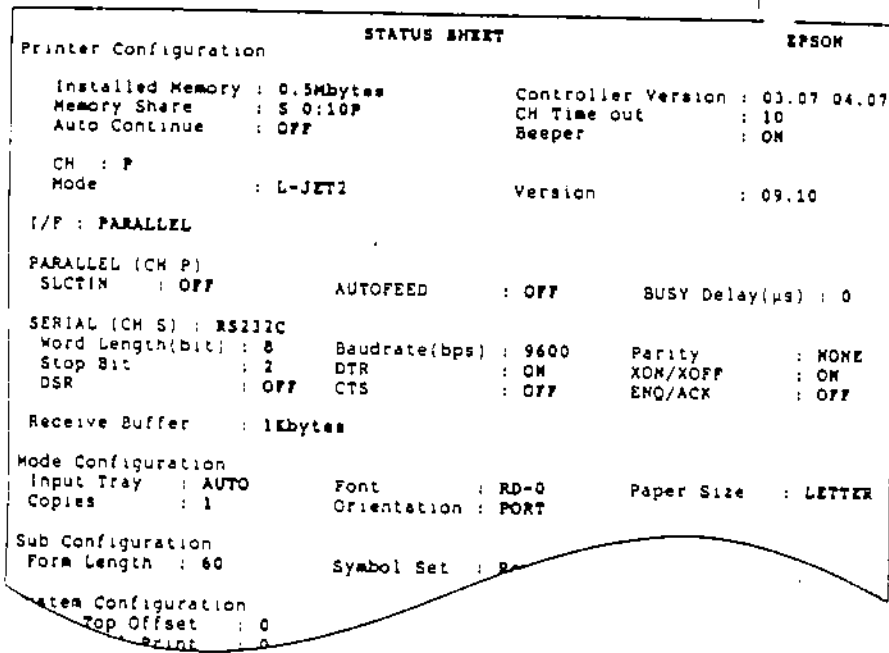 STATUS SHEET EPSON
Printer Configuration
Installed Memory : 0.5Mbytes Controller Version : 03.07 04.07
Memory Share : S 0:10P CH Time out : 10
Auto Continue : OFF Beeper : ON
CH : P
Mode : L-JET2 Version : 09.10
I/F : PARALLEL
PARALLEL (CH P)
SLCTIN : OFF AUTOFEED : OFF BUSY Delay(µs) : 0
SERIAL (CH S) : RS232C
Word Length(bit) : 8 Baudrate(bps) : 9600 Parity : NONE
Stop Bit : 2 DTR : ON XON/XOFF : ON
DSR : OFF CTS : OFF ENQ/ACK : OFF
Receive Buffer : 1Kbytes
Mode Configuration
Input Tray : AUTO Font : RD-0 Paper Size : LETTER
Copies : 1 Orientation : PORT
Sub Configuration
Form Length : 60 Symbol Set :
Configuration
Top Offset : 0
Print : 0